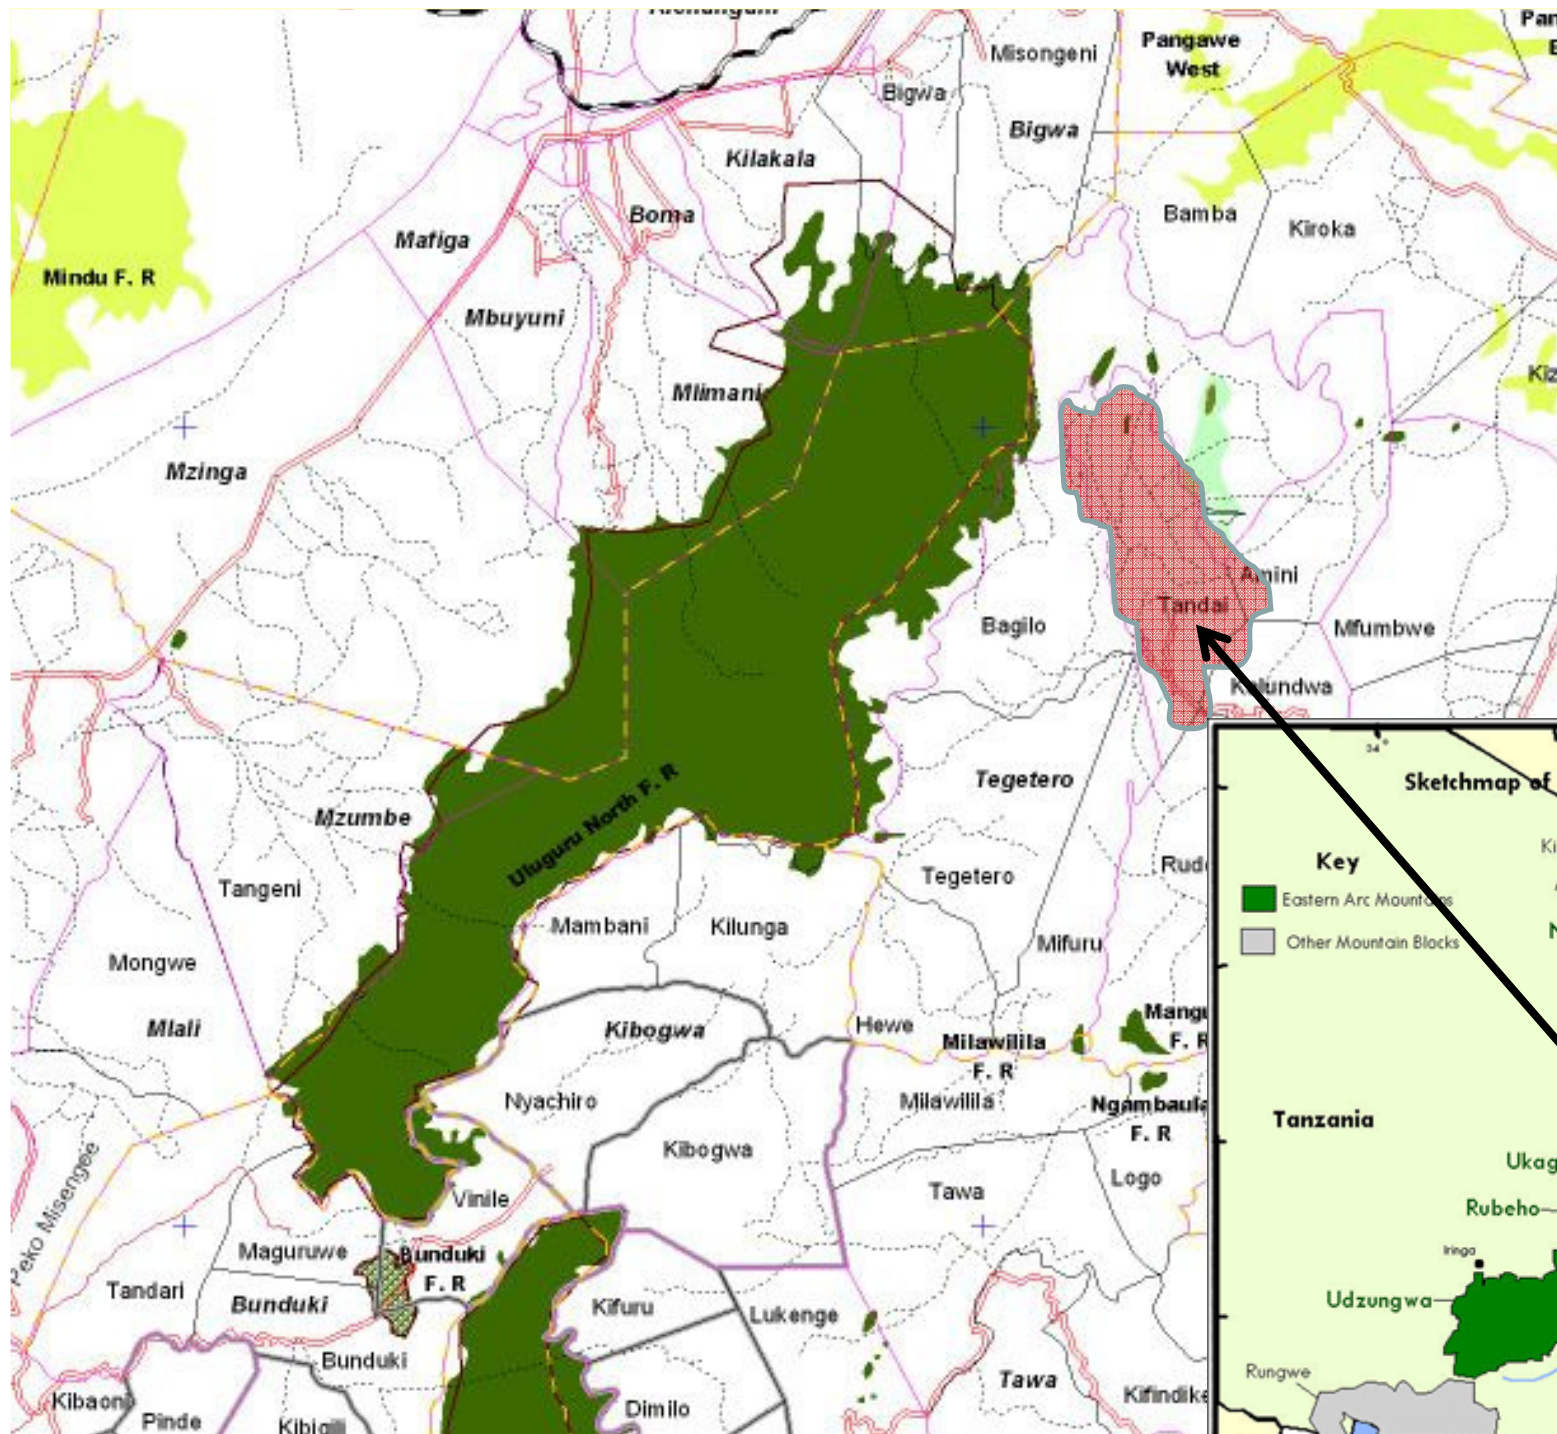 Misongeni
Pangawe
West
Bigwa
Bigwa
Kilakala
Boma
Bamba
Kiroka
Mafiga
Mindu F. R
Mbuyuni
Mlimani
Mzinga
Amini
Tandai
Bagilo
Mfumbwe
Kalundwa
Tegetero
Uluguru North F. R
Mzumbe
Tangeni
Tegetero
Mambani
Kilunga
Mifuru
Mongwe
Mlali
Kibogwa
Hewe
Milawilila
F. R
Nyachiro
Milawilila
F. R
Kibogwa
Logo
Tawa
Vinile
Peko Misengee
Maguruwe
Bunduki
F. R
Tandari
Bunduki
Kifuru
Lukenge
Bunduki
Tawa
Kibaoni
Pinde
Kibigili
Dimilo
34°
Sketchmap of
Key
Eastern Arc Mountains
Other Mountain Blocks
Tanzania
Rubeho
Iringa
Udzungwa
Rungwe